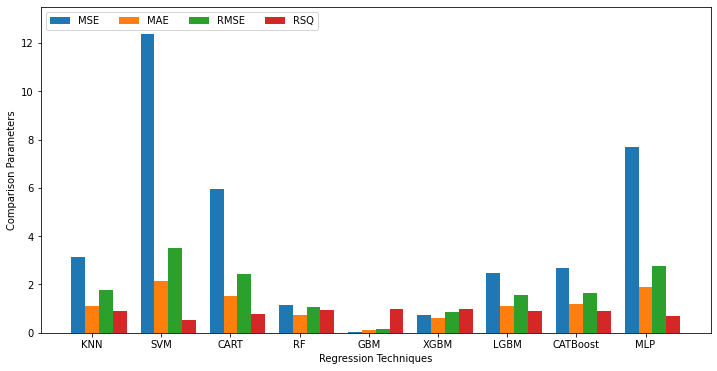 MSE MAE RMSE RSQ
Comparison Parameters
12
10
8
6
4
2
0
KNN SVM CART RF GBM XGBM LGBM CATBoost MLP
Regression Techniques